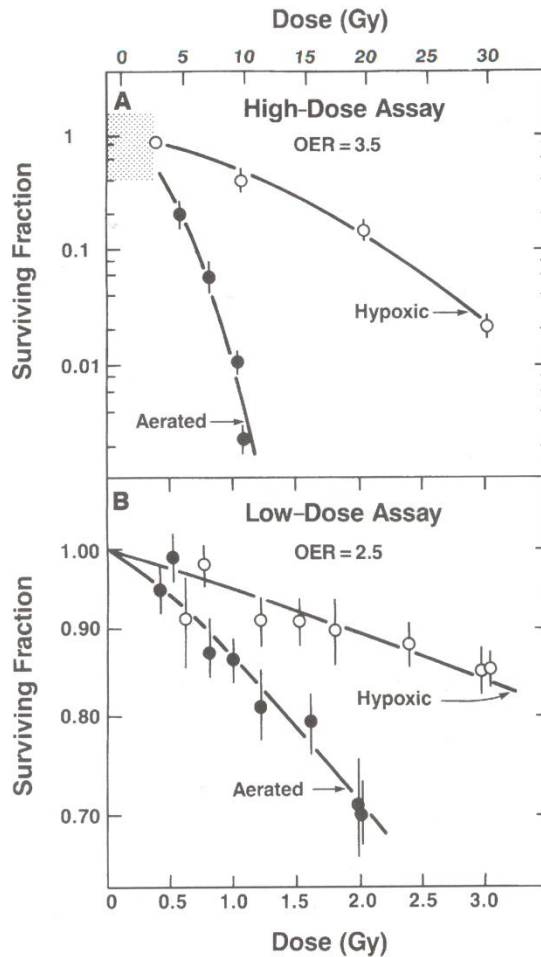 Dose (Gy)
0 5 10 15 20 25 30
A
High–Dose Assay
OER = 3.5
1
0.1
0.01
Surviving Fraction
Hypoxic
Aerated
B
Low–Dose Assay
OER = 2.5
1.00
0.90
0.80
0.70
Surviving Fraction
Hypoxic
Aerated
0 0.5 1.0 1.5 2.0 2.5 3.0
Dose (Gy)